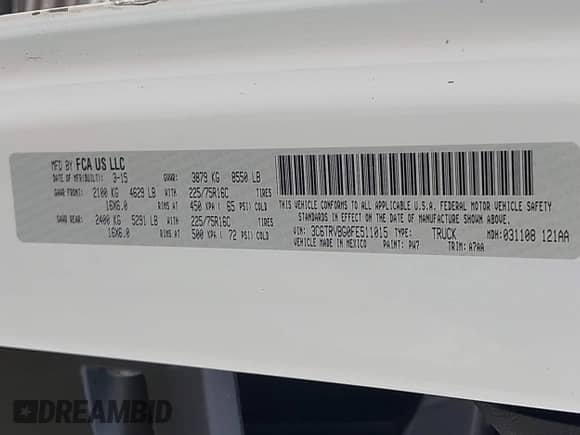 MFD BY FCA US LLC
DATE OF MFR(BUILT): 3-15 GVWR: 3879 KG 8550 LB
GAWR FRONT: 2100 KG 4629 LB WITH 225/75R16C TIRES
16X6.0 RIMS AT 450 KPA ( 65 PSI) COLD
GAWR REAR: 2400 KG 5291 LB WITH 225/75R16C TIRES
16X6.0 RIMS AT 500 KPA ( 72 PSI) COLD
THIS VEHICLE CONFORMS TO ALL APPLICABLE U.S.A. FEDERAL MOTOR VEHICLE SAFETY
STANDARDS IN EFFECT ON THE DATE OF MANUFACTURE SHOWN ABOVE.
VIN: 3C6TRVBG0FE511015 TYPE: TRUCK MDH: 031108 121AA
VEHICLE MADE IN MEXICO PAINT: PW7 TRIM: A7AA
DREAMBID